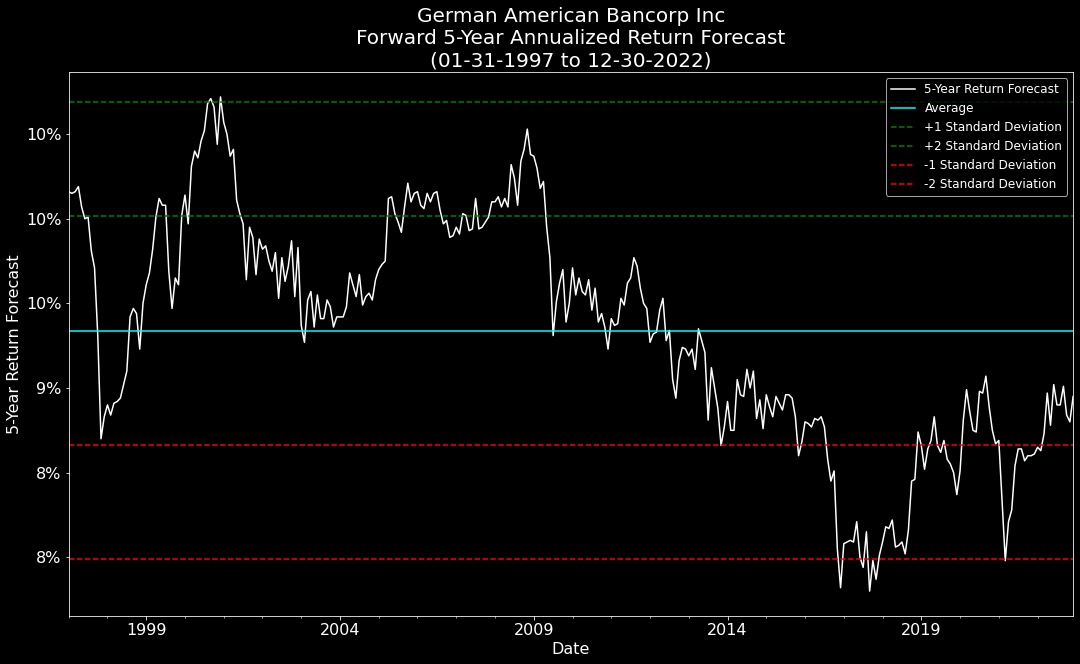 German American Bancorp Inc
Forward 5-Year Annualized Return Forecast
(01-31-1997 to 12-30-2022)
5-Year Return Forecast
Average
+1 Standard Deviation
+2 Standard Deviation
-1 Standard Deviation
-2 Standard Deviation
5-Year Return Forecast
10%
10%
10%
9%
8%
8%
1999
2004
2009
2014
2019
Date